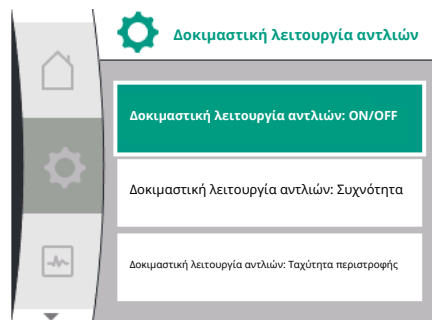 Δοκιμαστική λειτουργία αντλιών
Δοκιμαστική λειτουργία αντλιών: ON/OFF
Δοκιμαστική λειτουργία αντλιών: Συχνότητα
Δοκιμαστική λειτουργία αντλιών: Ταχύτητα περιστροφής